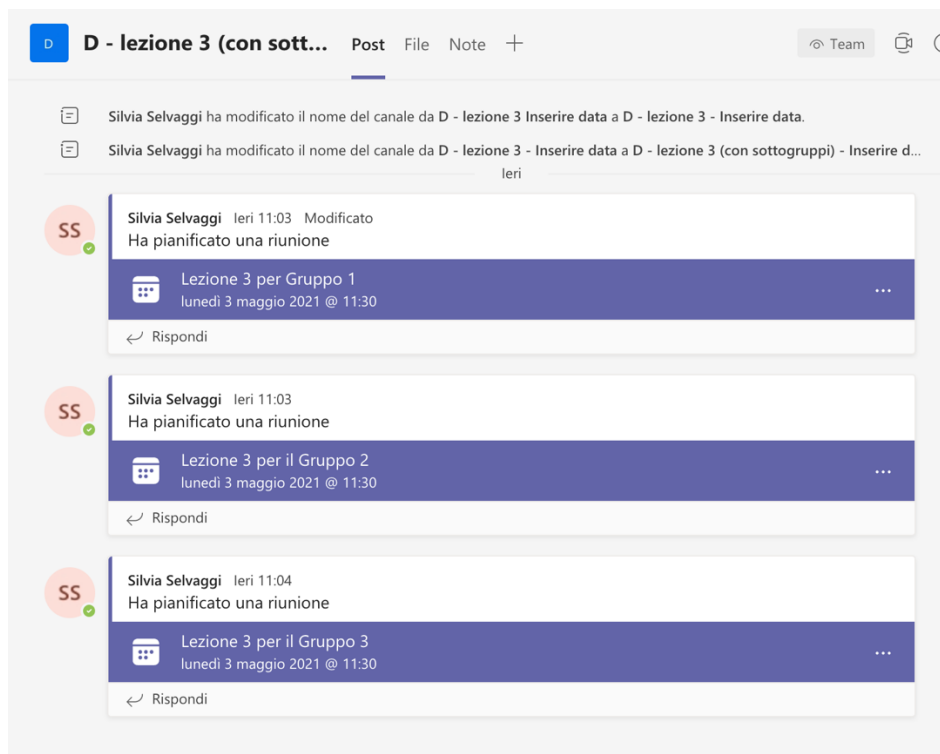 D
D - lezione 3 (con sott...
Post File Note
Team
Silvia Selvaggi ha modificato il nome del canale da D - lezione 3 Inserire data a D - lezione 3 - Inserire data.
Silvia Selvaggi ha modificato il nome del canale da D - lezione 3 - Inserire data a D - lezione 3 (con sottogruppi) - Inserire d...
Ieri
SS
Silvia Selvaggi Ieri 11:03 Modificato
Ha pianificato una riunione
Lezione 3 per Gruppo 1
lunedì 3 maggio 2021 @ 11:30
Rispondi
SS
Silvia Selvaggi Ieri 11:03
Ha pianificato una riunione
Lezione 3 per il Gruppo 2
lunedì 3 maggio 2021 @ 11:30
Rispondi
SS
Silvia Selvaggi Ieri 11:04
Ha pianificato una riunione
Lezione 3 per il Gruppo 3
lunedì 3 maggio 2021 @ 11:30
Rispondi